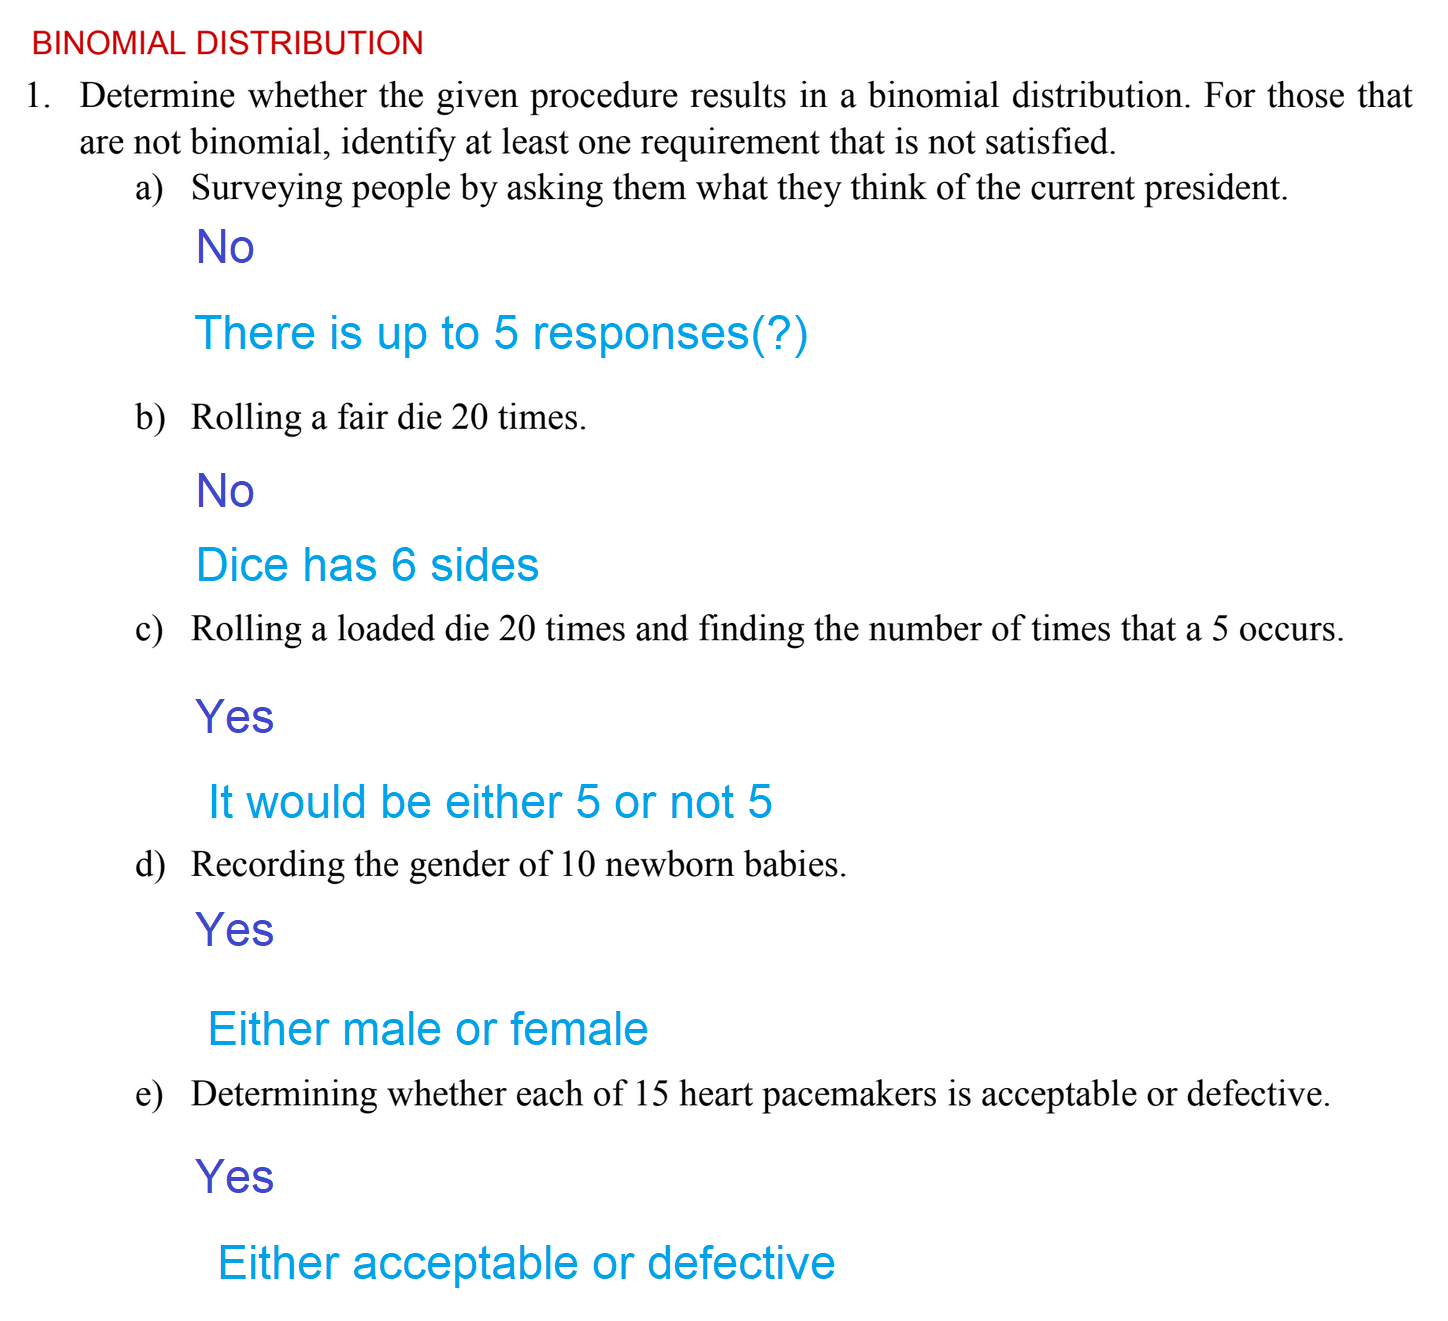 BINOMIAL DISTRIBUTION
1. Determine whether the given procedure results in a binomial distribution. For those that
are not binomial, identify at least one requirement that is not satisfied.
a) Surveying people by asking them what they think of the current president.
No
There is up to 5 responses(?)
b) Rolling a fair die 20 times.
No
Dice has 6 sides
c) Rolling a loaded die 20 times and finding the number of times that a 5 occurs.
Yes
It would be either 5 or not 5
d) Recording the gender of 10 newborn babies.
Yes
Either male or female
e) Determining whether each of 15 heart pacemakers is acceptable or defective.
Yes
Either acceptable or defective